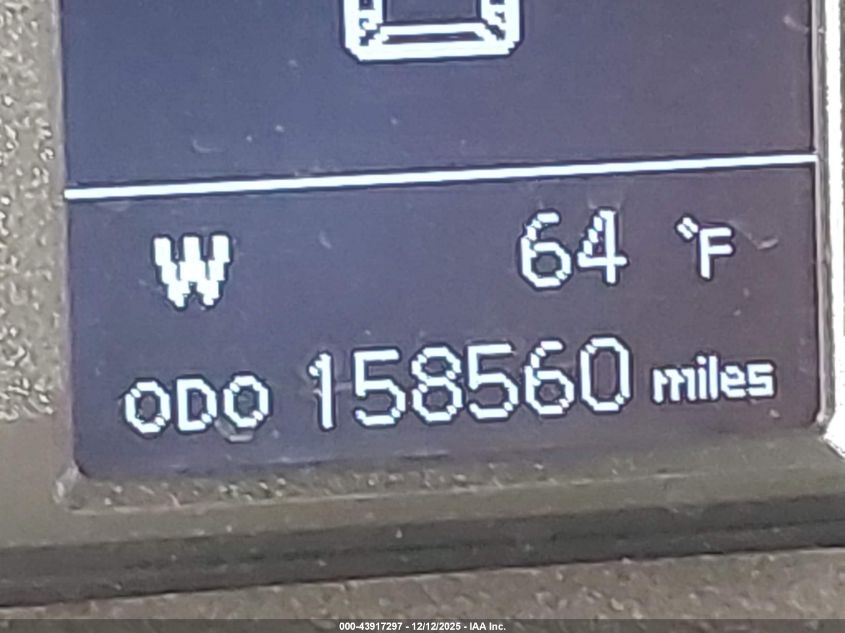 W 64 °F
ODO 158560 miles
000-43917297 - 12/12/2025 - IAA Inc.